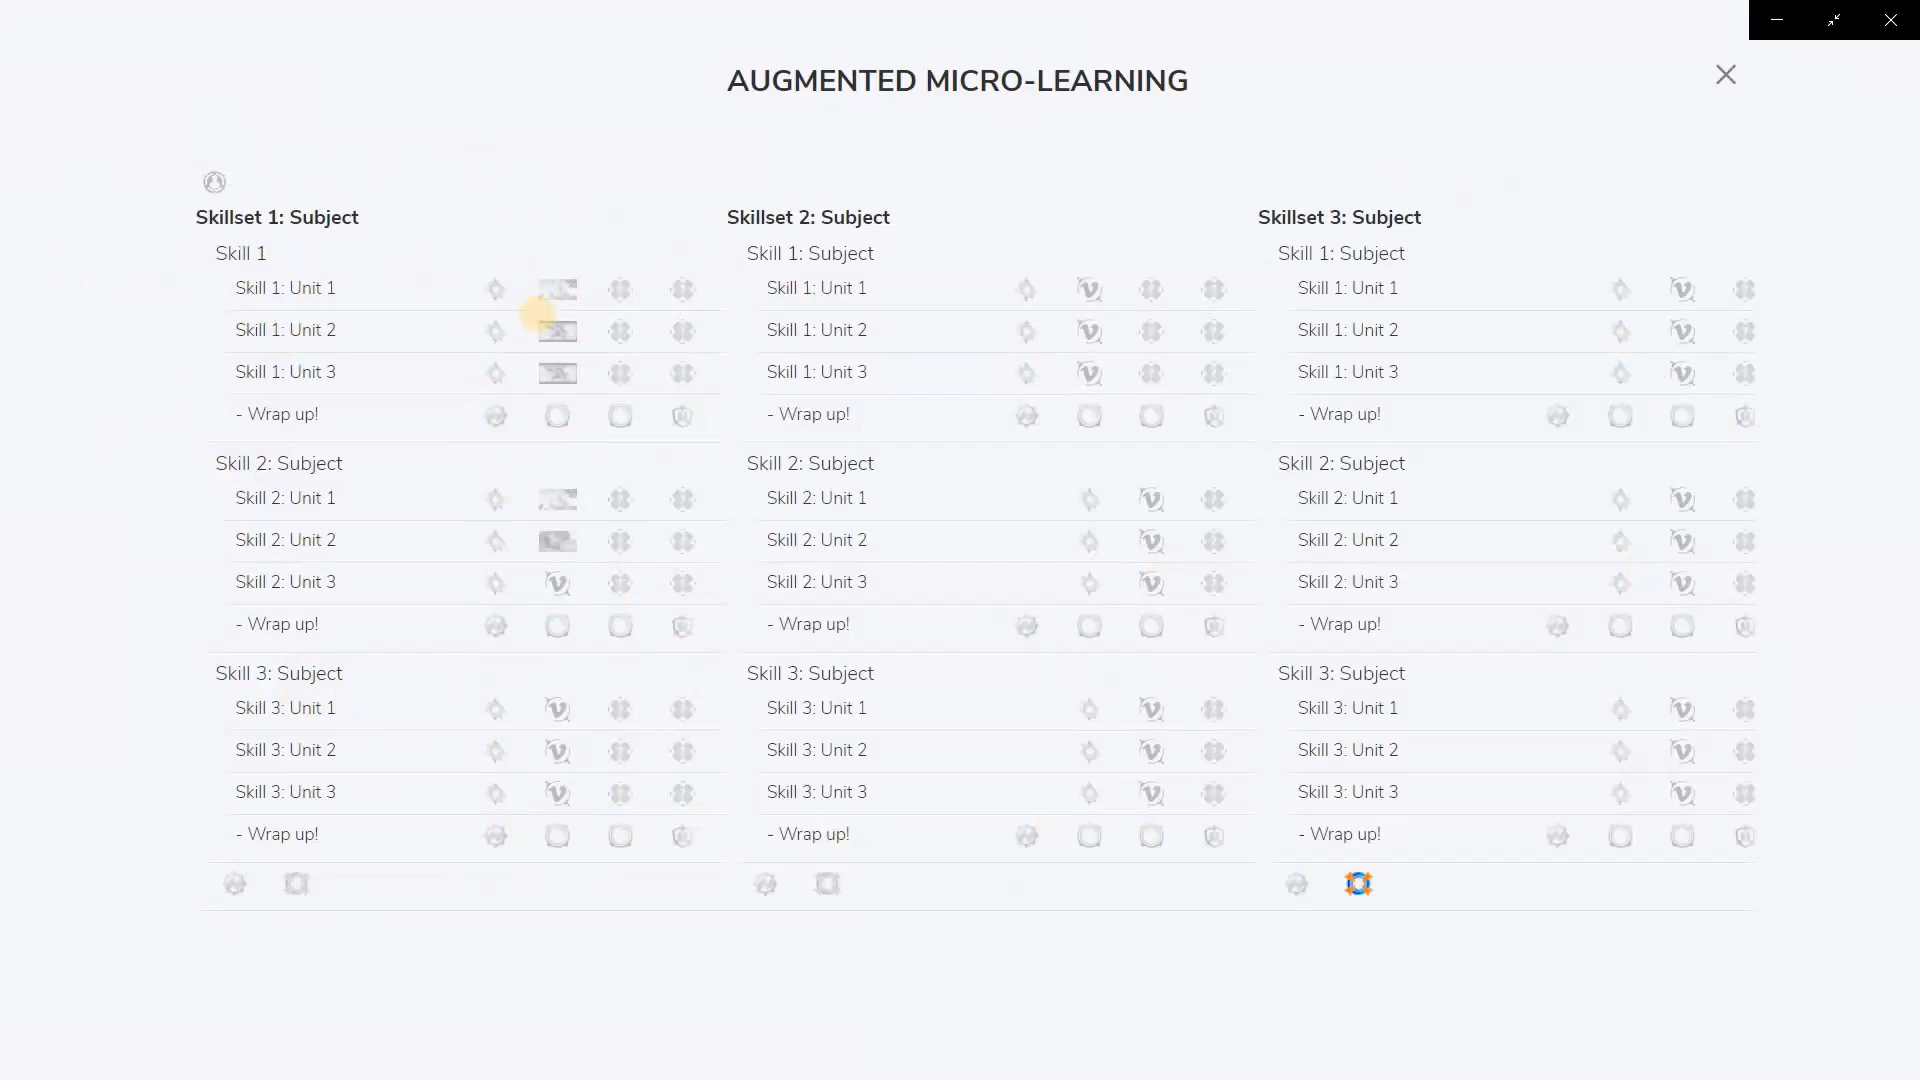 AUGMENTED MICRO-LEARNING
Skillset 1: Subject
Skill 1
Skill 1: Unit 1
Skill 1: Unit 2
Skill 1: Unit 3
- Wrap up!
Skill 2: Subject
Skill 2: Unit 1
Skill 2: Unit 2
Skill 2: Unit 3
- Wrap up!
Skill 3: Subject
Skill 3: Unit 1
Skill 3: Unit 2
Skill 3: Unit 3
- Wrap up!
Skillset 2: Subject
Skill 1: Subject
Skill 1: Unit 1
Skill 1: Unit 2
Skill 1: Unit 3
- Wrap up!
Skill 2: Subject
Skill 2: Unit 1
Skill 2: Unit 2
Skill 2: Unit 3
- Wrap up!
Skill 3: Subject
Skill 3: Unit 1
Skill 3: Unit 2
Skill 3: Unit 3
- Wrap up!
Skillset 3: Subject
Skill 1: Subject
Skill 1: Unit 1
Skill 1: Unit 2
Skill 1: Unit 3
- Wrap up!
Skill 2: Subject
Skill 2: Unit 1
Skill 2: Unit 2
Skill 2: Unit 3
- Wrap up!
Skill 3: Subject
Skill 3: Unit 1
Skill 3: Unit 2
Skill 3: Unit 3
- Wrap up!